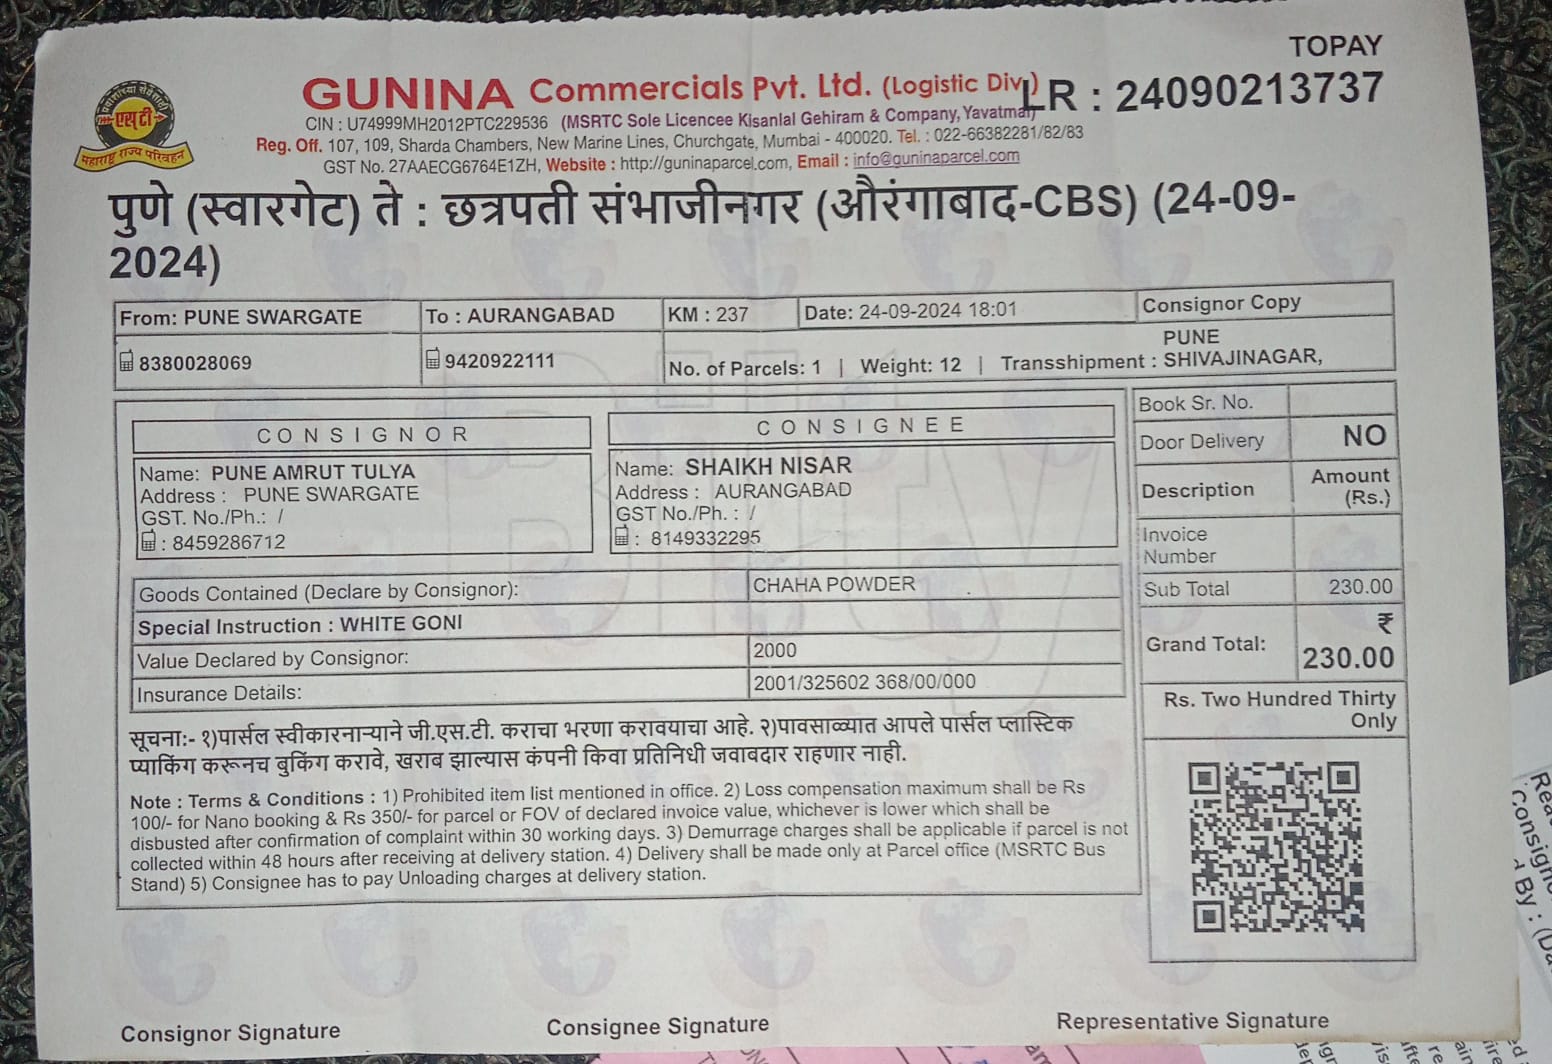 TOPAY
GUNINA Commercials Pvt. Ltd. (Logistic Div.)
LR : 24090213737
CIN : U74999MH2012PTC229536 (MSRTC Sole Licencee Kisanlal Gehiram & Company, Yavatmal)
Reg. Off. 107, 109, Sharda Chambers, New Marine Lines, Churchgate, Mumbai - 400020. Tel. : 022-66382281/82/83
GST No. 27AAECG6764E1ZH, Website : http://guninaparcel.com, Email : info@guninaparcel.com
एस टी
महाराष्ट्र राज्य परिवहन
पुणे (स्वारगेट) ते : छत्रपती संभाजीनगर (औरंगाबाद-CBS) (24-09-
2024)
From: PUNE SWARGATE
To : AURANGABAD
KM : 237
Date: 24-09-2024 18:01
Consignor Copy
8380028069
9420922111
No. of Parcels: 1 | Weight: 12 | Transshipment : PUNE SHIVAJINAGAR,
CONSIGNOR
Name: PUNE AMRUT TULYA
Address : PUNE SWARGATE
GST. No./Ph.: /
: 8459286712
CONSIGNEE
Name: SHAIKH NISAR
Address : AURANGABAD
GST No./Ph. : /
: 8149332295
Goods Contained (Declare by Consignor): CHAHA POWDER
Special Instruction : WHITE GONI
Value Declared by Consignor: 2000
Insurance Details: 2001/325602 368/00/000
Book Sr. No.
Door Delivery NO
Description Amount (Rs.)
Invoice Number
Sub Total 230.00
Grand Total: ₹ 230.00
Rs. Two Hundred Thirty
Only
सूचना:- १)पार्सल स्वीकारनाऱ्याने जी.एस.टी. कराचा भरणा करावयाचा आहे. २)पावसाळ्यात आपले पार्सल प्लास्टिक
प्याकिंग करूनच बुकिंग करावे, खराब झाल्यास कंपनी किंवा प्रतिनिधी जवाबदार राहणार नाही.
Note : Terms & Conditions : 1) Prohibited item list mentioned in office. 2) Loss compensation maximum shall be Rs
100/- for Nano booking & Rs 350/- for parcel or FOV of declared invoice value, whichever is lower which shall be
disbusted after confirmation of complaint within 30 working days. 3) Demurrage charges shall be applicable if parcel is not
collected within 48 hours after receiving at delivery station. 4) Delivery shall be made only at Parcel office (MSRTC Bus
Stand) 5) Consignee has to pay Unloading charges at delivery station.
Consignor Signature
Consignee Signature
Representative Signature